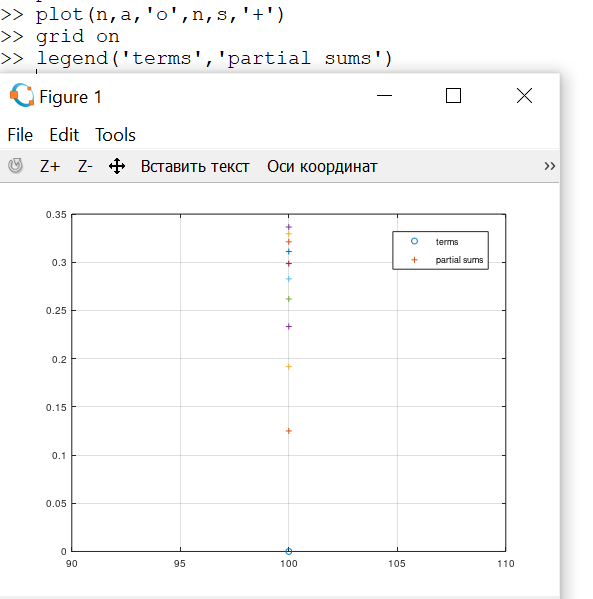 >> plot(n,a,'o',n,s,'+')
>> grid on
>> legend('terms','partial sums')
Figure 1
File Edit Tools
Z+ Z- Вставить текст Оси координат »
0.35
terms
partial sums
0.3
0.25
0.2
0.15
0.1
0.05
0
90 95 100 105 110